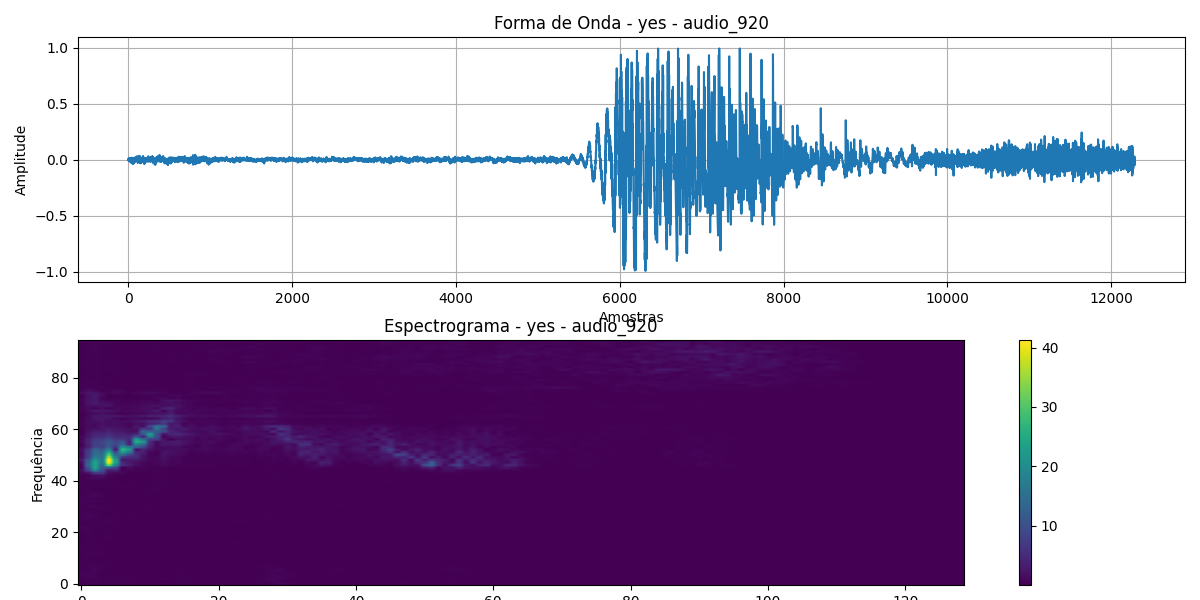 Forma de Onda - yes - audio_920
1.0
0.5
0.0
−0.5
−1.0
Amplitude
0 2000 4000 6000 8000 10000 12000
Amostras
Espectrograma - yes - audio_920
80
60
40
20
0
Frequência
40
30
20
10
0 20 40 60 80 100 120